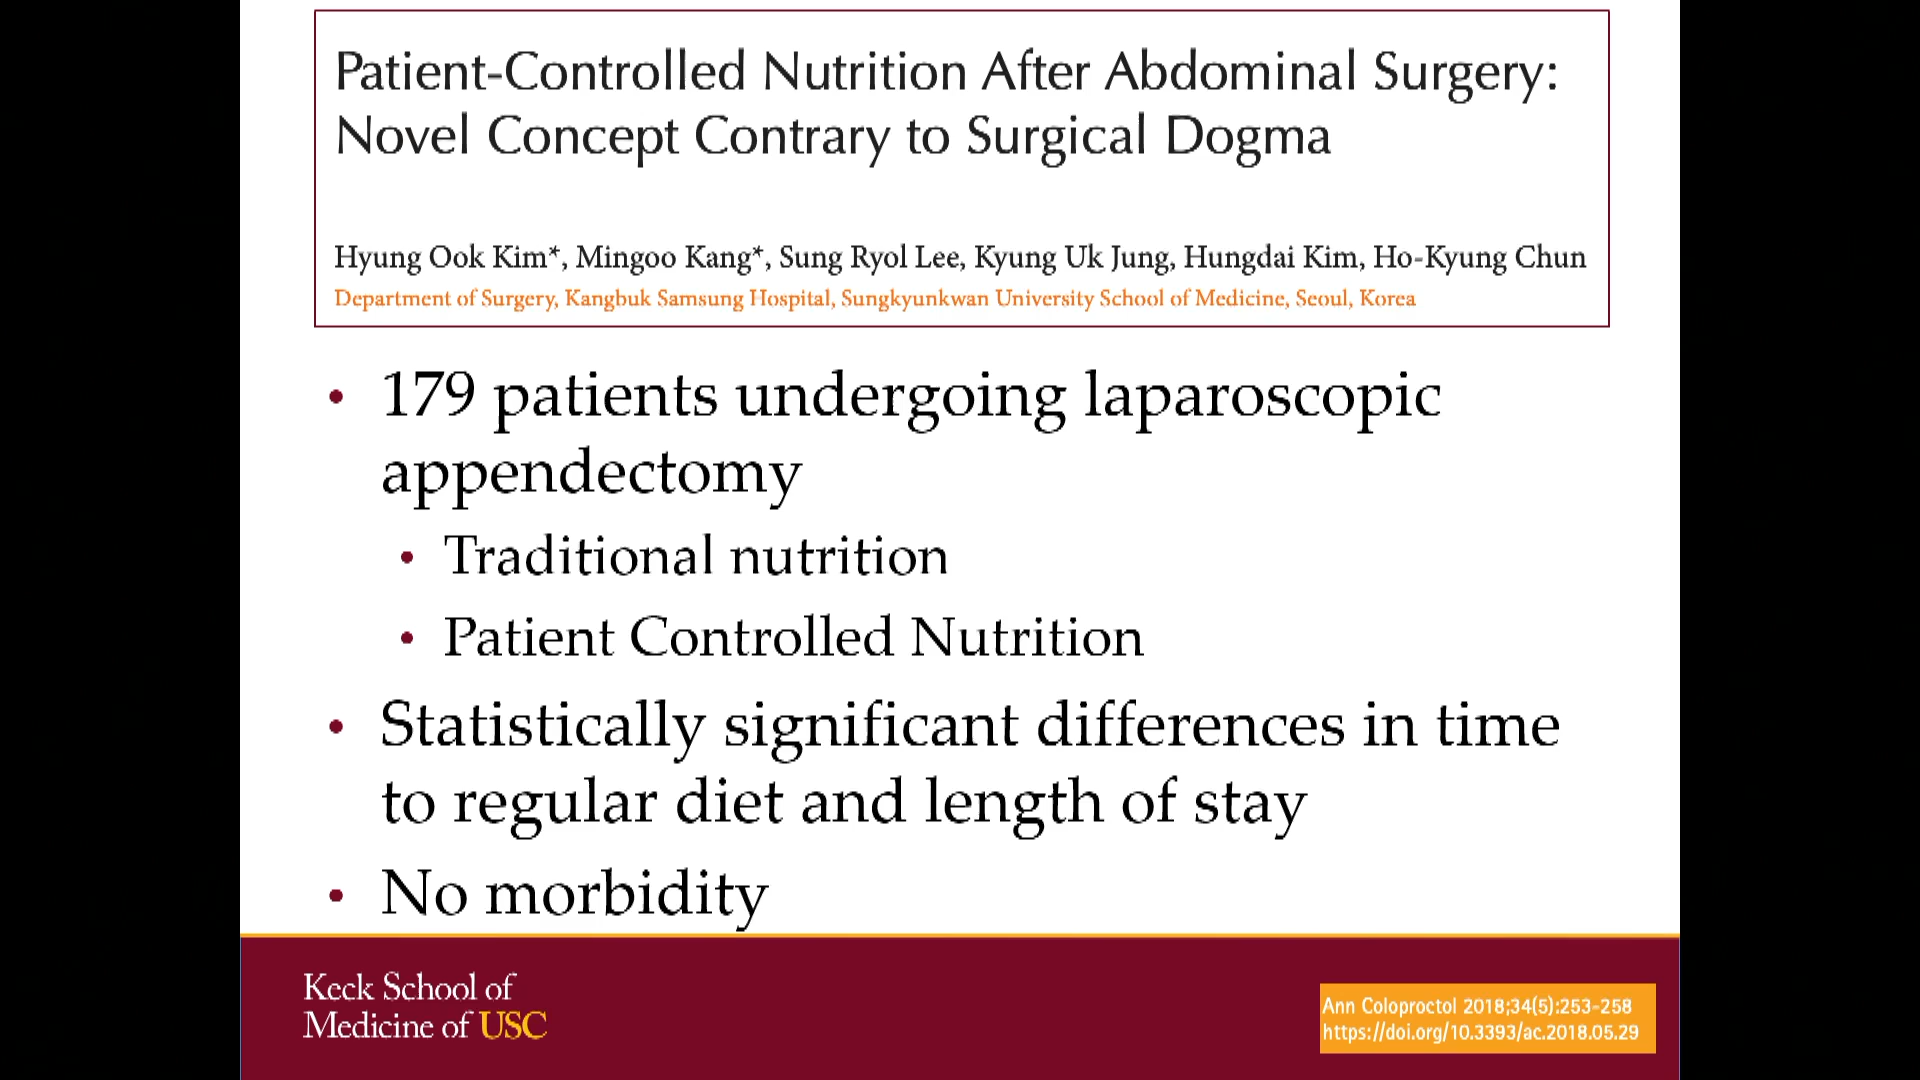 Patient-Controlled Nutrition After Abdominal Surgery:
Novel Concept Contrary to Surgical Dogma
Hyung Ook Kim*, Mingoo Kang*, Sung Ryol Lee, Kyung Uk Jung, Hungdai Kim, Ho-Kyung Chun
Department of Surgery, Kangbuk Samsung Hospital, Sungkyunkwan University School of Medicine, Seoul, Korea
• 179 patients undergoing laparoscopic
appendectomy
• Traditional nutrition
• Patient Controlled Nutrition
• Statistically significant differences in time
to regular diet and length of stay
• No morbidity
Keck School of
Medicine of USC
Ann Coloproctol 2018;34(5):253-258
https://doi.org/10.3393/ac.2018.05.29